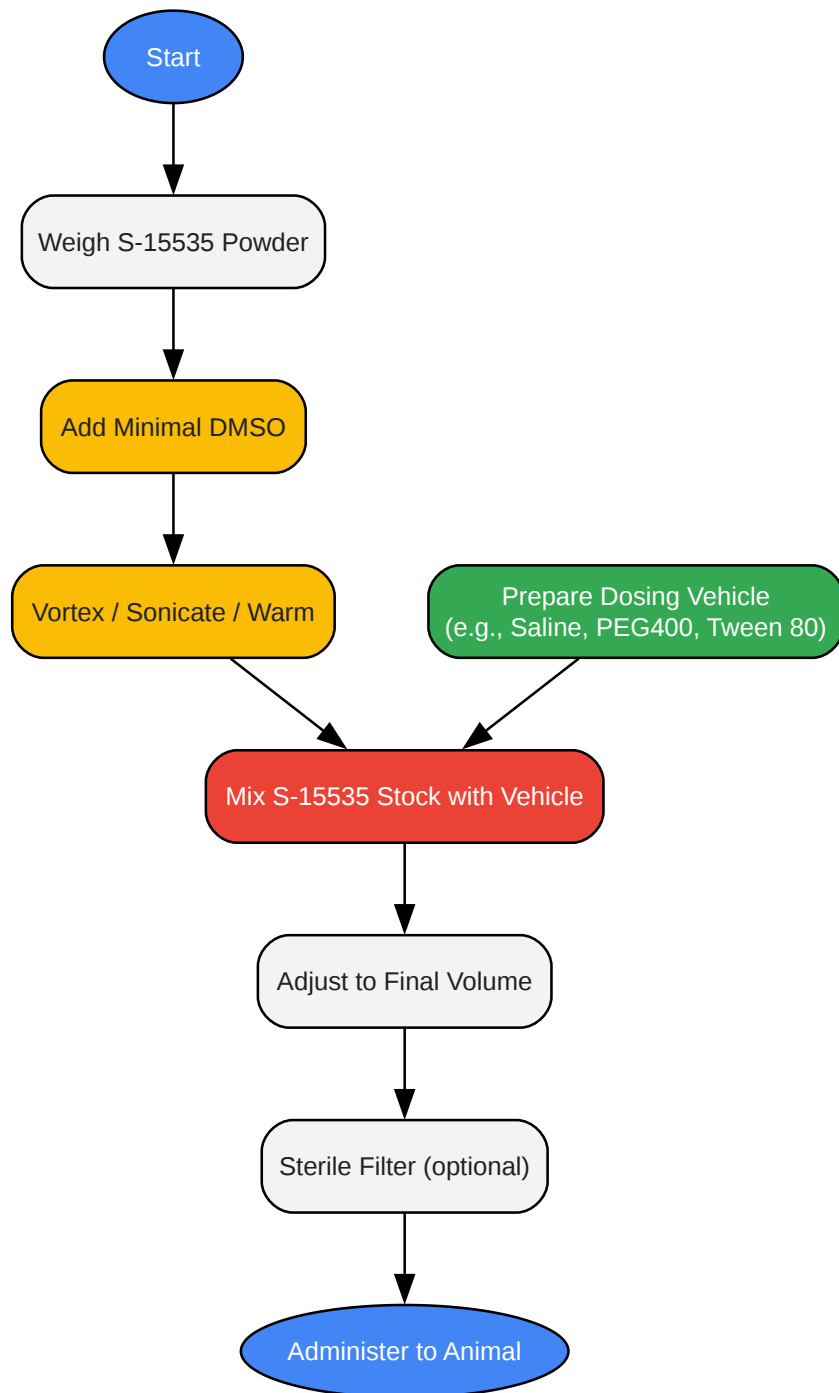 Start
Weigh S-15535 Powder
Add Minimal DMSO
Vortex / Sonicate / Warm
Prepare Dosing Vehicle
(e.g., Saline, PEG400, Tween 80)
Mix S-15535 Stock with Vehicle
Adjust to Final Volume
Sterile Filter (optional)
Administer to Animal